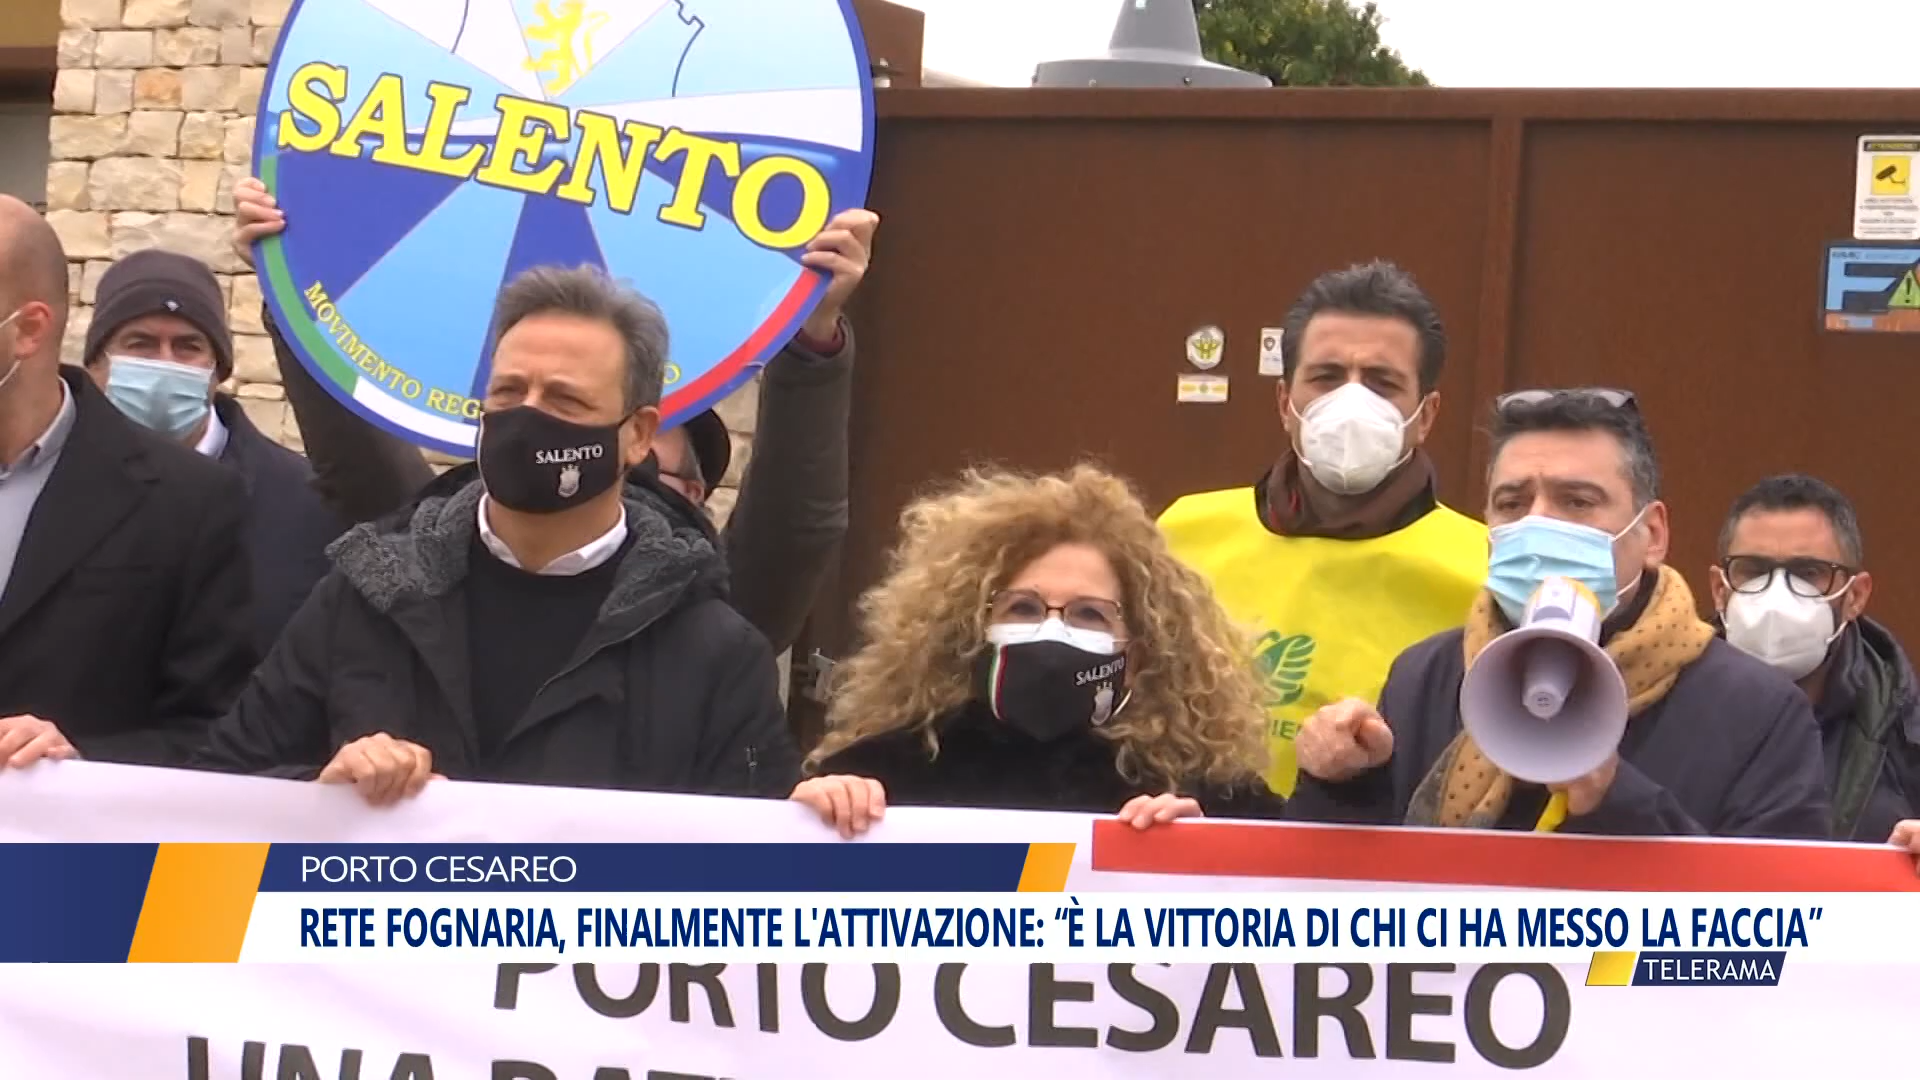 SALENTO
MOVIMENTO REG
SALENTO
SALENTO
PORTO CESAREO
RETE FOGNARIA, FINALMENTE L'ATTIVAZIONE: “È LA VITTORIA DI CHI CI HA MESSO LA FACCIA”
TELERAMA
PORTO CESAREO